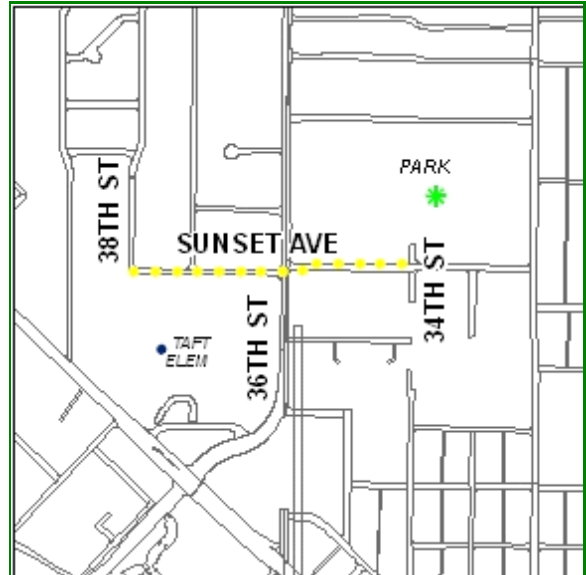 PARK
38TH ST
SUNSET AVE
34TH ST
36TH ST
TAFT
ELEM